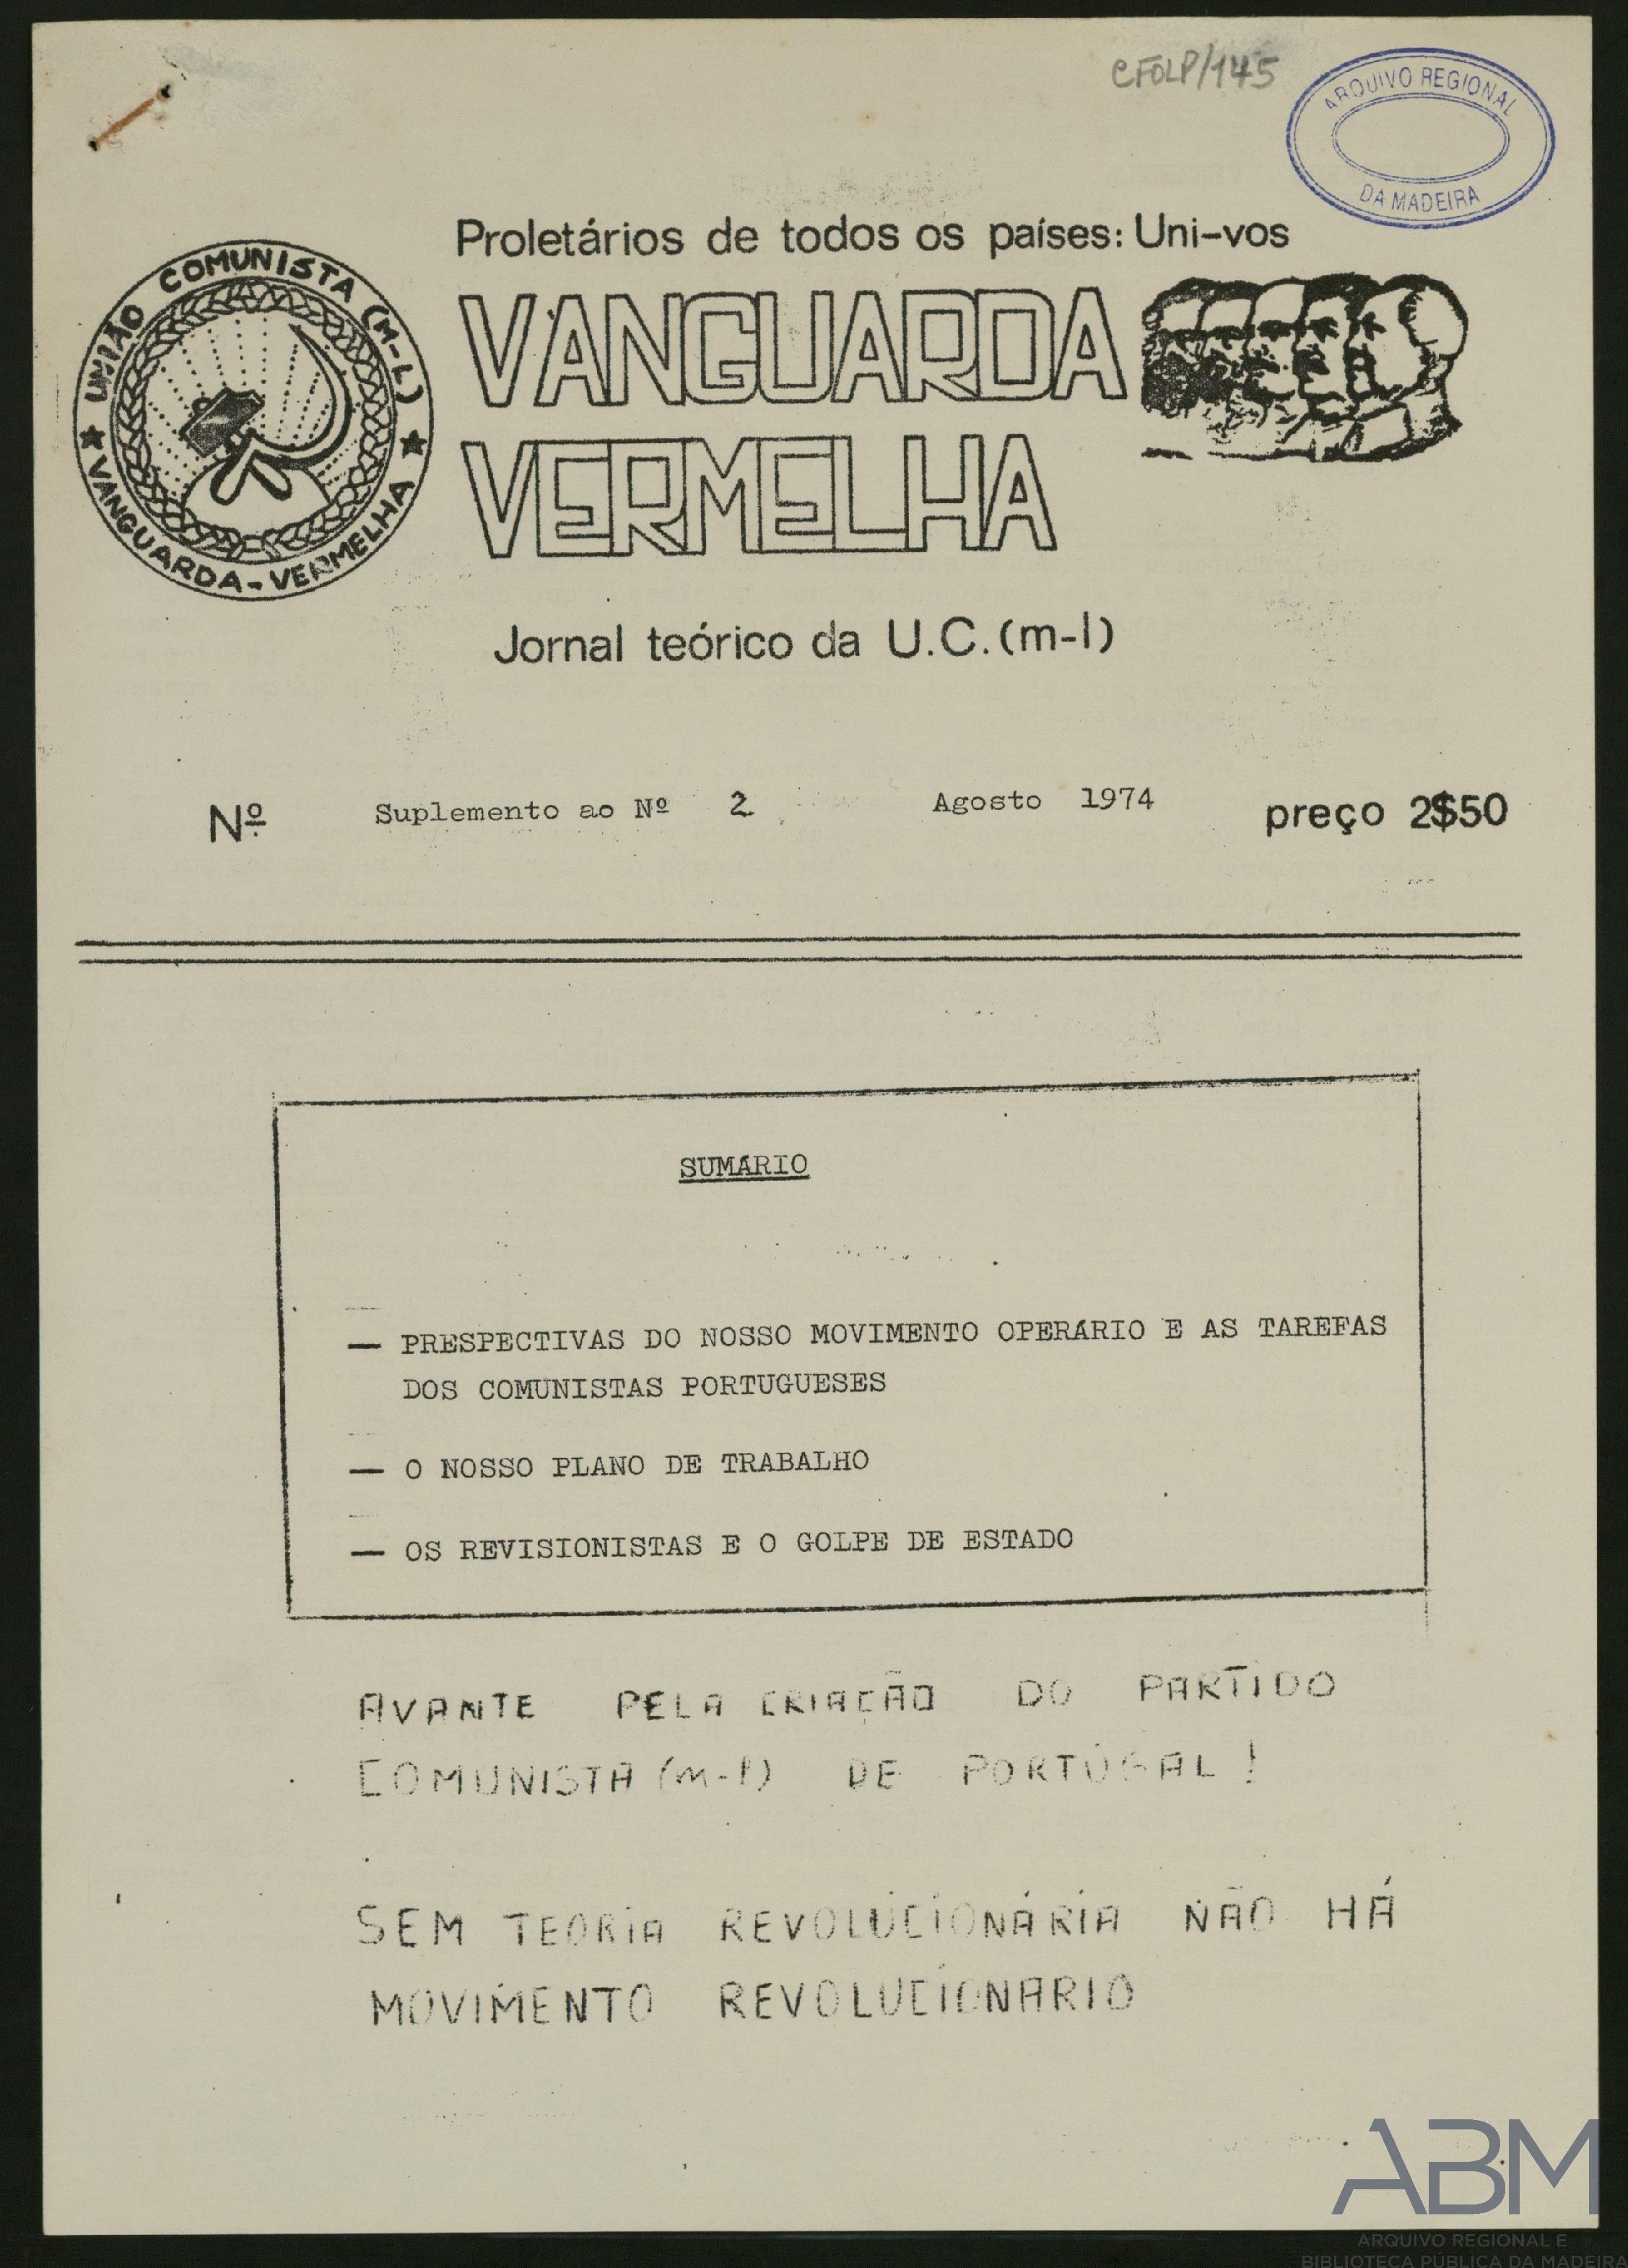 CFOLP/145
ARQUIVO REGIONAL
DA MADEIRA
Proletários de todos os países: Uni-vos
UNIÃO COMUNISTA (M-L)
VANGUARDA-VERMELHA
VANGUARDA
VERMELHA
Jornal teórico da U.C.(m-l)
Nº Suplemento ao Nº 2 Agosto 1974 preço 2$50
SUMÁRIO
— PRESPECTIVAS DO NOSSO MOVIMENTO OPERÁRIO E AS TAREFAS
DOS COMUNISTAS PORTUGUESES
— O NOSSO PLANO DE TRABALHO
— OS REVISIONISTAS E O GOLPE DE ESTADO
AVANTE PELA CRIAÇÃO DO PARTIDO
COMUNISTA (m-l) DE PORTUGAL!
SEM TEORIA REVOLUCIONÁRIA NÃO HÁ
MOVIMENTO REVOLUCIONARIO
ABM
ARQUIVO REGIONAL E
BIBLIOTECA PÚBLICA DA MADEIRA